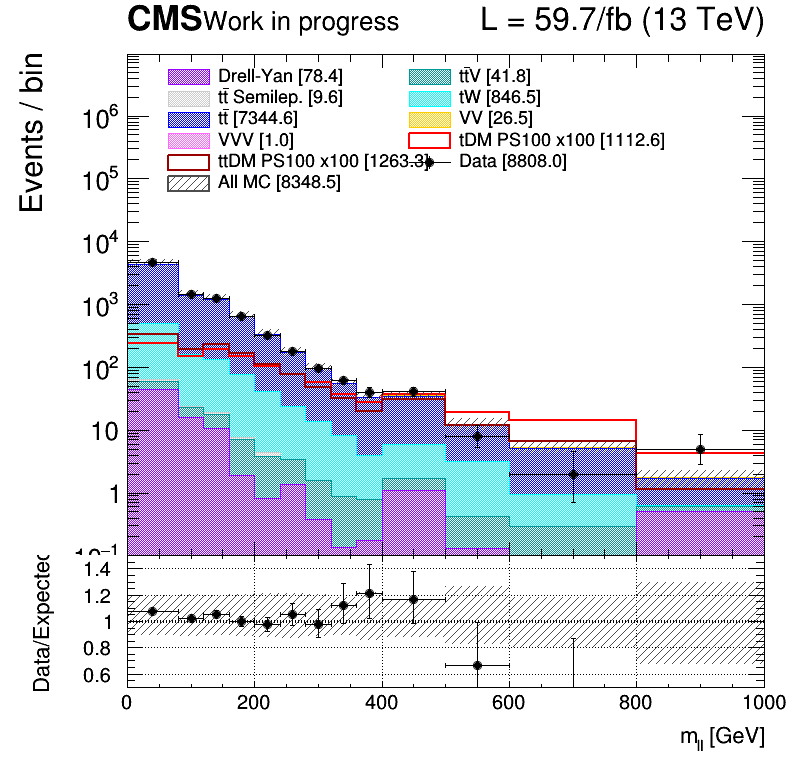 CMS Work in progress L = 59.7/fb (13 TeV)
Events / bin
Drell-Yan [78.4] tt̄V [41.8]
tt̄ Semilep. [9.6] tW [846.5]
tt̄ [7344.6] VV [26.5]
VVV [1.0] tDM PS100 x100 [1112.6]
ttDM PS100 x100 [1263.3] Data [8808.0]
All MC [8348.5]
10⁶
10⁵
10⁴
10³
10²
10
1
10⁻¹
Data/Expected
1.4
1.2
1
0.8
0.6
0 200 400 600 800 1000
m_ll [GeV]